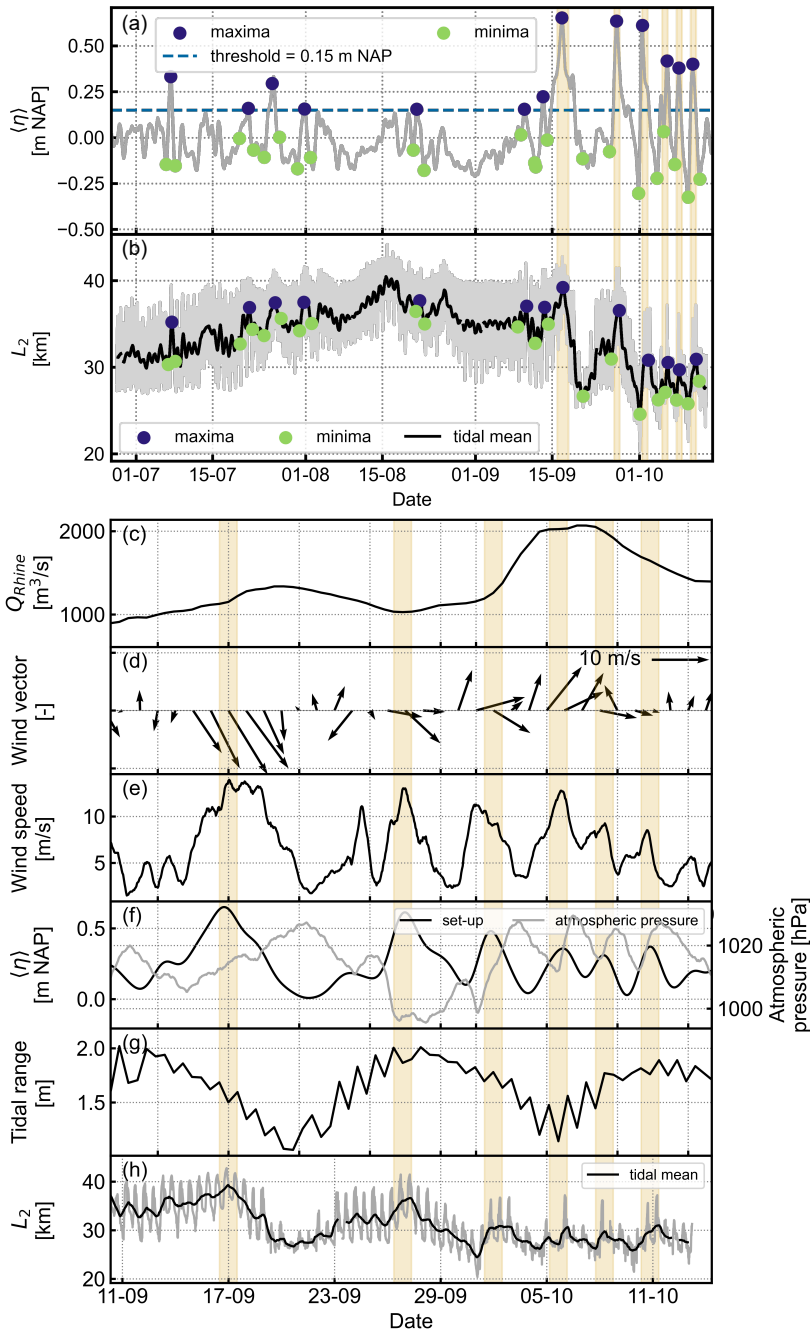 (a)
maxima
minima
threshold = 0.15 m NAP
0.50
0.25
0.00
−0.25
−0.50
⟨η⟩
[m NAP]
(b)
40
30
20
L2
[km]
maxima
minima
tidal mean
01-07
15-07
01-08
15-08
01-09
15-09
01-10
Date
(c)
2000
1000
QRhine
[m3/s]
(d)
10 m/s
Wind vector
[-]
(e)
10
5
Wind speed
[m/s]
(f)
set-up
atmospheric pressure
0.5
0.0
⟨η⟩
[m NAP]
1020
1000
Atmospheric
pressure [hPa]
(g)
2.0
1.5
Tidal range
[m]
(h)
tidal mean
40
30
20
L2
[km]
11-09
17-09
23-09
29-09
05-10
11-10
Date